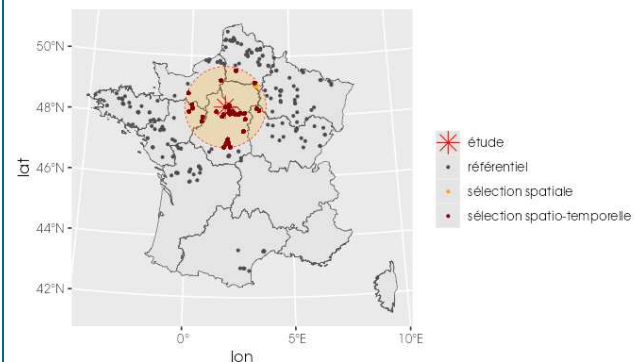 50°N
48°N
46°N
44°N
42°N
lat
0°
5°E
10°E
lon
étude
référentiel
sélection spatiale
sélection spatio-temporelle